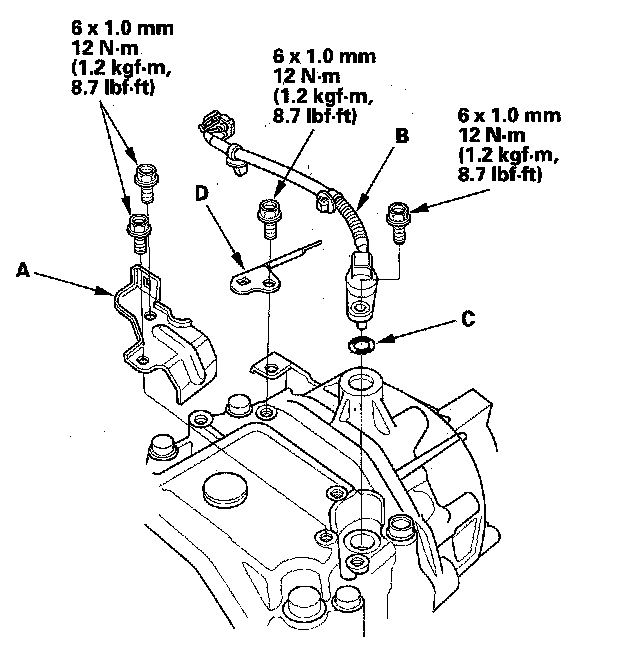 6 x 1.0 mm
12 N·m
(1.2 kgf·m,
8.7 lbf·ft)
6 x 1.0 mm
12 N·m
(1.2 kgf·m,
8.7 lbf·ft)
6 x 1.0 mm
12 N·m
(1.2 kgf·m,
8.7 lbf·ft)
B
D
A
C